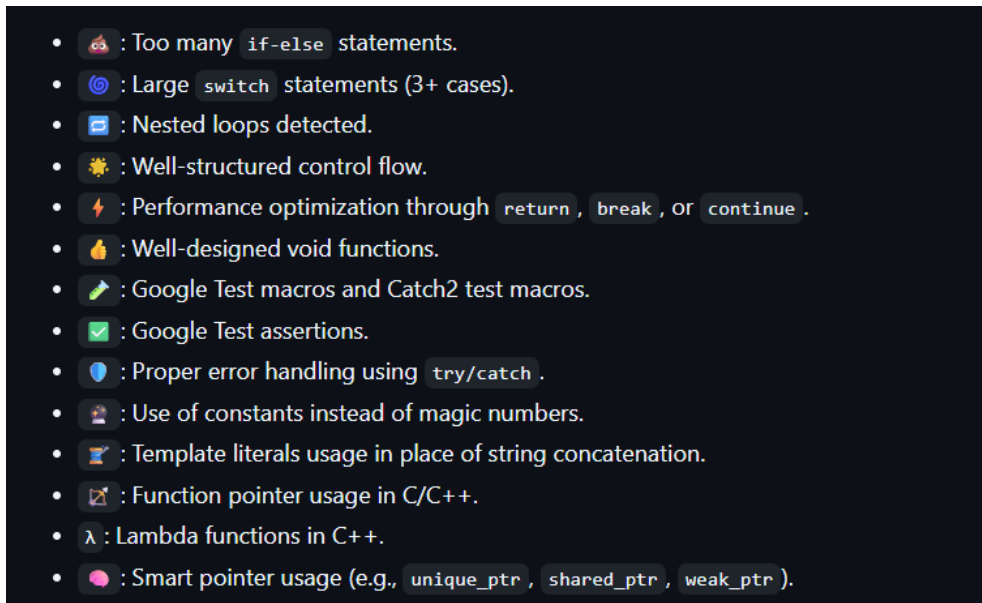 • 💩 : Too many if-else statements.
• 🌀 : Large switch statements (3+ cases).
• 🔁 : Nested loops detected.
• 🌟 : Well-structured control flow.
• ⚡ : Performance optimization through return, break, or continue.
• 👍 : Well-designed void functions.
• 🧪 : Google Test macros and Catch2 test macros.
• ✅ : Google Test assertions.
• 🛡️ : Proper error handling using try/catch.
• 🔮 : Use of constants instead of magic numbers.
• 🧵 : Template literals usage in place of string concatenation.
• 🏹 : Function pointer usage in C/C++.
• λ : Lambda functions in C++.
• 🧠 : Smart pointer usage (e.g., unique_ptr, shared_ptr, weak_ptr).